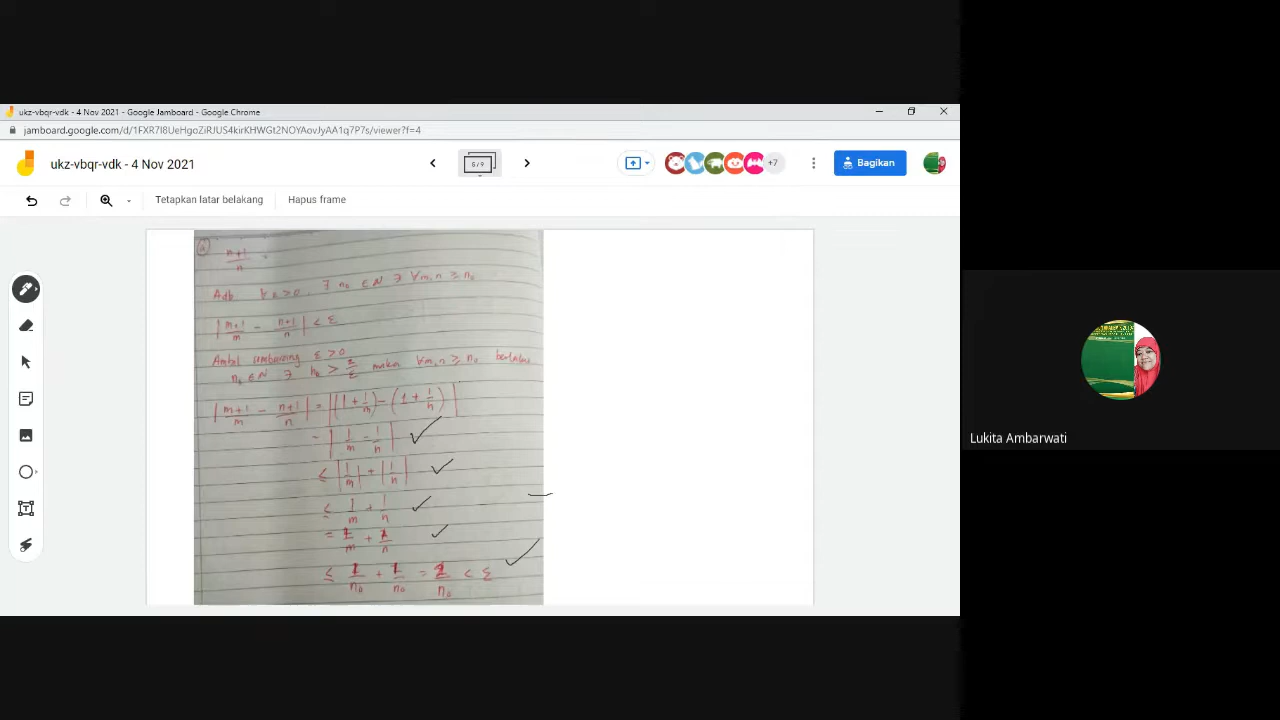 ukz-vbqr-vdk - 4 Nov 2021 - Google Jamboard - Google Chrome
jamboard.google.com/d/1FXR7I8UeHgoZiRJUS4kirKHWGt2NOYAovJyAA1q7P7s/viewer?f=4
ukz-vbqr-vdk - 4 Nov 2021
5/9
+7
Bagikan
Tetapkan latar belakang
Hapus frame
(n+1)/n
Adb ∀ε>0, ∃ n₀ ∈ N ∋ ∀m,n ≥ n₀
|(m+1)/m − (n+1)/n| < ε
Ambil sembarang ε > 0
n₀ ∈ N ∋ n₀ > 2/ε maka ∀m,n ≥ n₀ berlaku
|(m+1)/m − (n+1)/n| = |(1 + 1/m) − (1 + 1/n)|
= |1/m − 1/n|
≤ |1/m| + |1/n|
≤ 1/m + 1/n
= 1/m + 1/n
≤ 1/n₀ + 1/n₀ = 2/n₀ < ε
Lukita Ambarwati